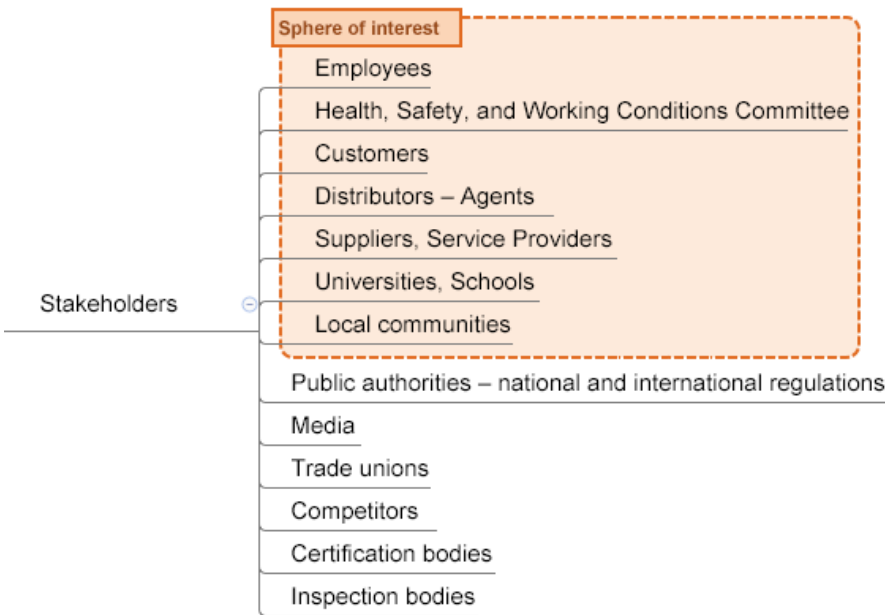 Sphere of interest
Employees
Health, Safety, and Working Conditions Committee
Customers
Distributors – Agents
Suppliers, Service Providers
Universities, Schools
Stakeholders
Local communities
Public authorities – national and international regulations
Media
Trade unions
Competitors
Certification bodies
Inspection bodies